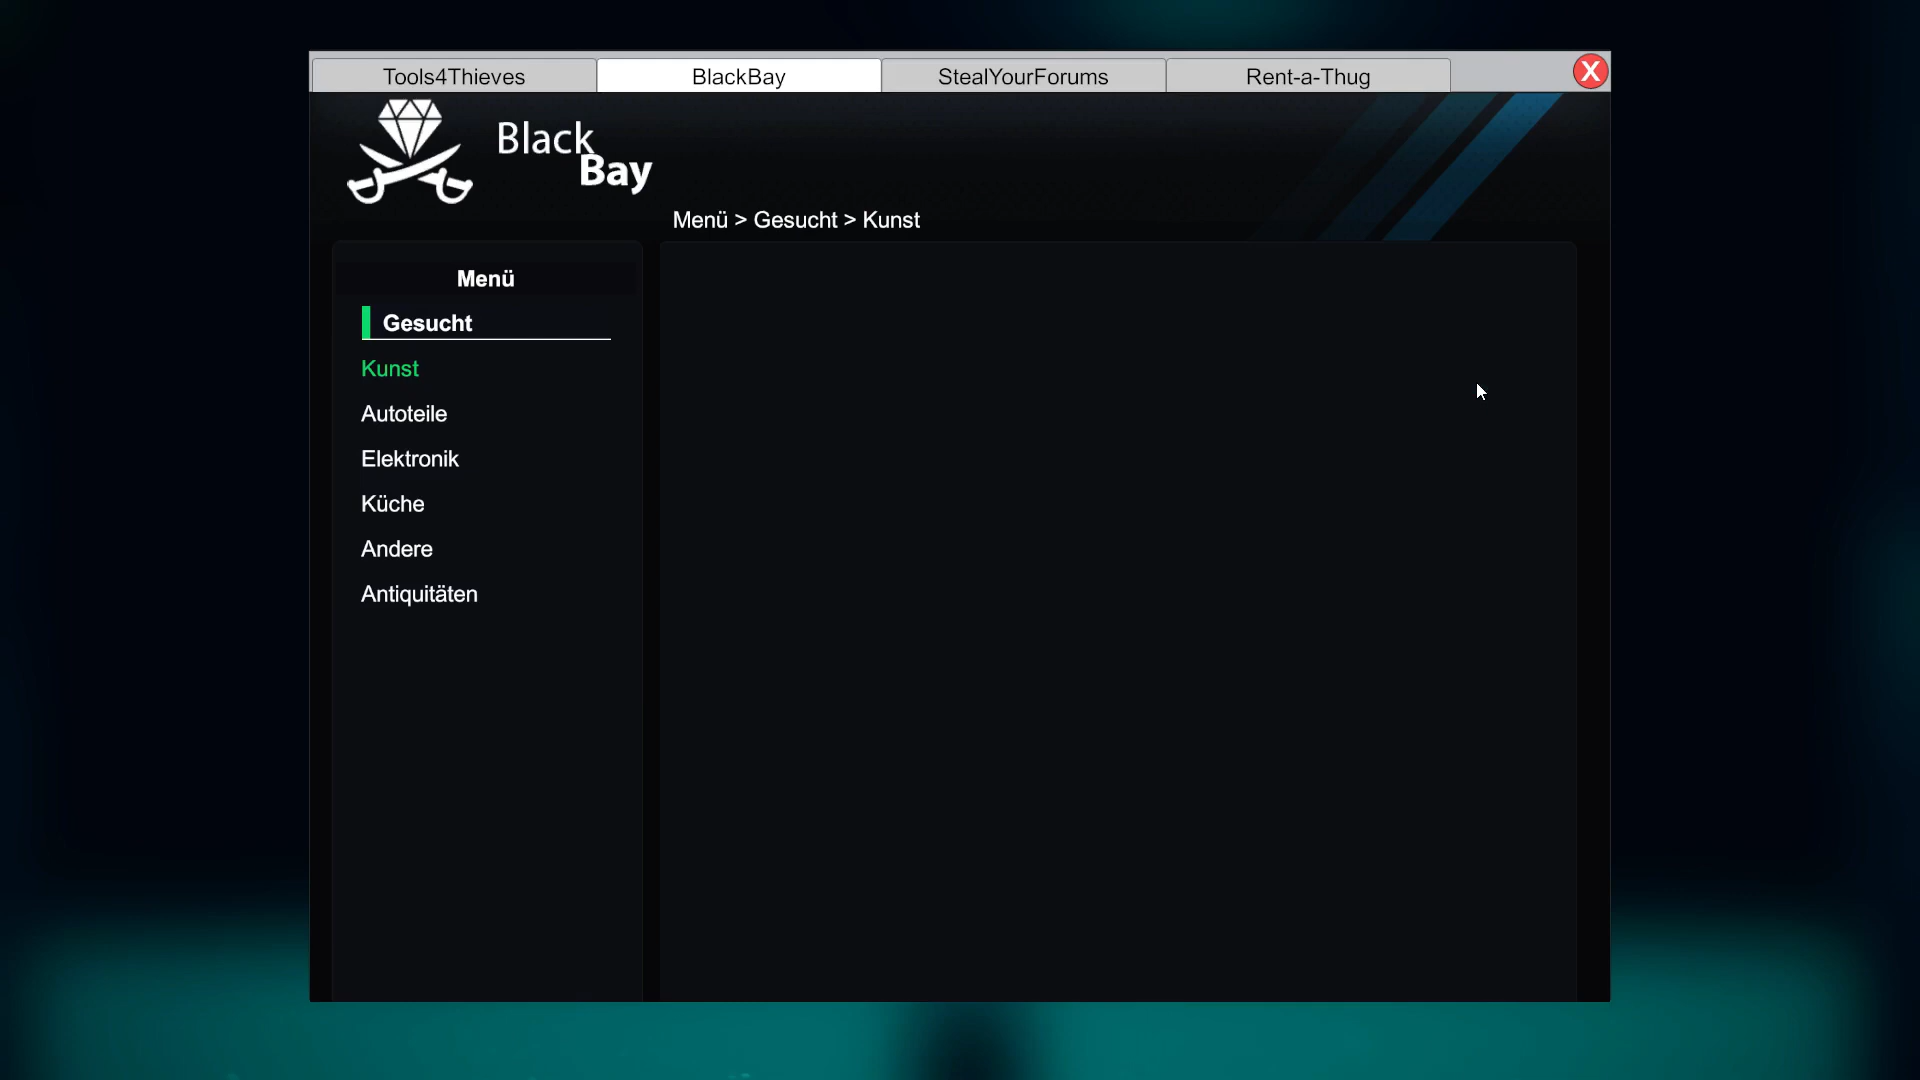 Tools4Thieves
BlackBay
StealYourForums
Rent-a-Thug
X
Black
Bay
Menü > Gesucht > Kunst
Menü
Gesucht
Kunst
Autoteile
Elektronik
Küche
Andere
Antiquitäten